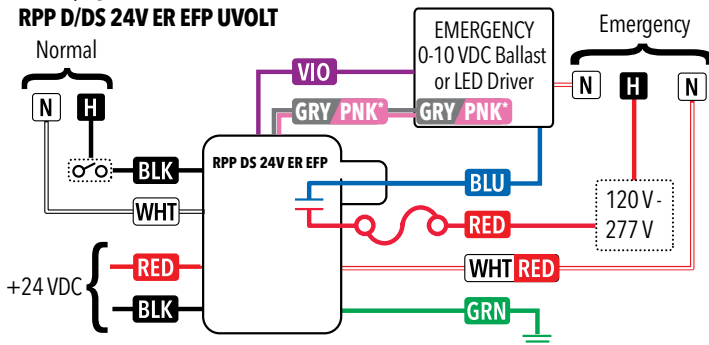 RPP D/DS 24V ER EFP UVOLT
Normal
N H
EMERGENCY
0-10 VDC Ballast
or LED Driver
Emergency
N H N
VIO
GRY/PNK* GRY/PNK*
RPP DS 24V ER EFP
BLK
WHT
BLU
RED
120 V -
277 V
+24 VDC
RED
BLK
WHT RED
GRN